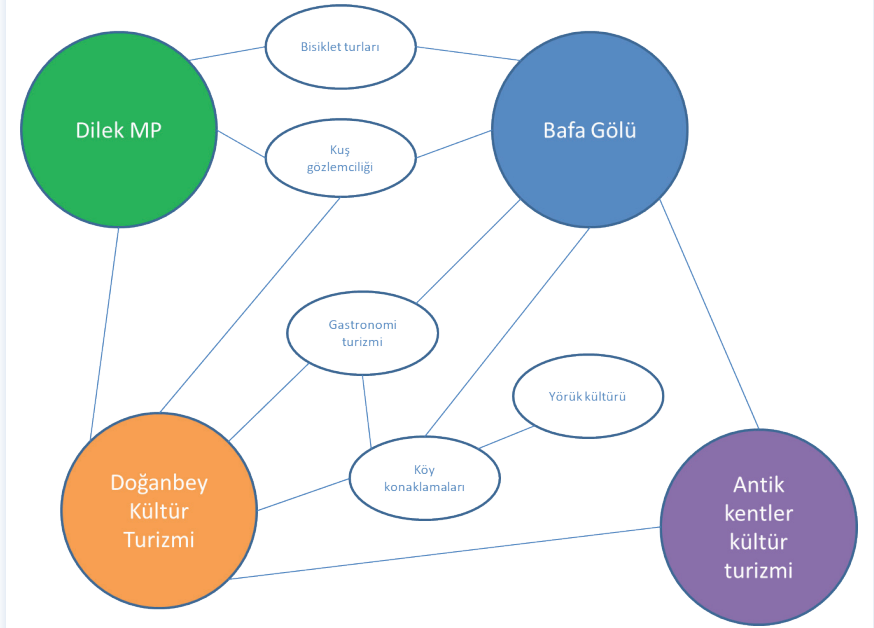 Bisiklet turları
Dilek MP
Bafa Gölü
Kuş
gözlemciliği
Gastronomi
turizmi
Yörük kültürü
Köy
konaklamaları
Doğanbey
Kültür
Turizmi
Antik
kentler
kültür
turizmi